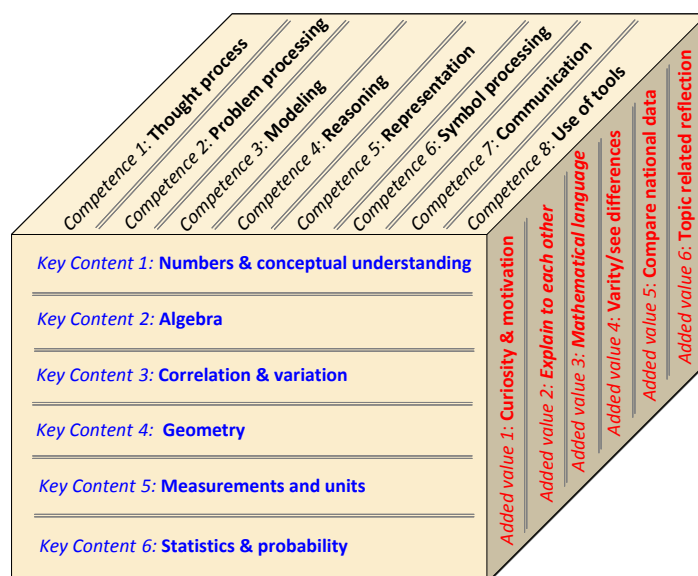 Competence 1: Thought process
Competence 2: Problem processing
Competence 3: Modeling
Competence 4: Reasoning
Competence 5: Representation
Competence 6: Symbol processing
Competence 7: Communication
Competence 8: Use of tools
Key Content 1: Numbers & conceptual understanding
Key Content 2: Algebra
Key Content 3: Correlation & variation
Key Content 4: Geometry
Key Content 5: Measurements and units
Key Content 6: Statistics & probability
Added value 1: Curiosity & motivation
Added value 2: Explain to each other
Added value 3: Mathematical language
Added value 4: Varity/see differences
Added value 5: Compare national data
Added value 6: Topic related reflection